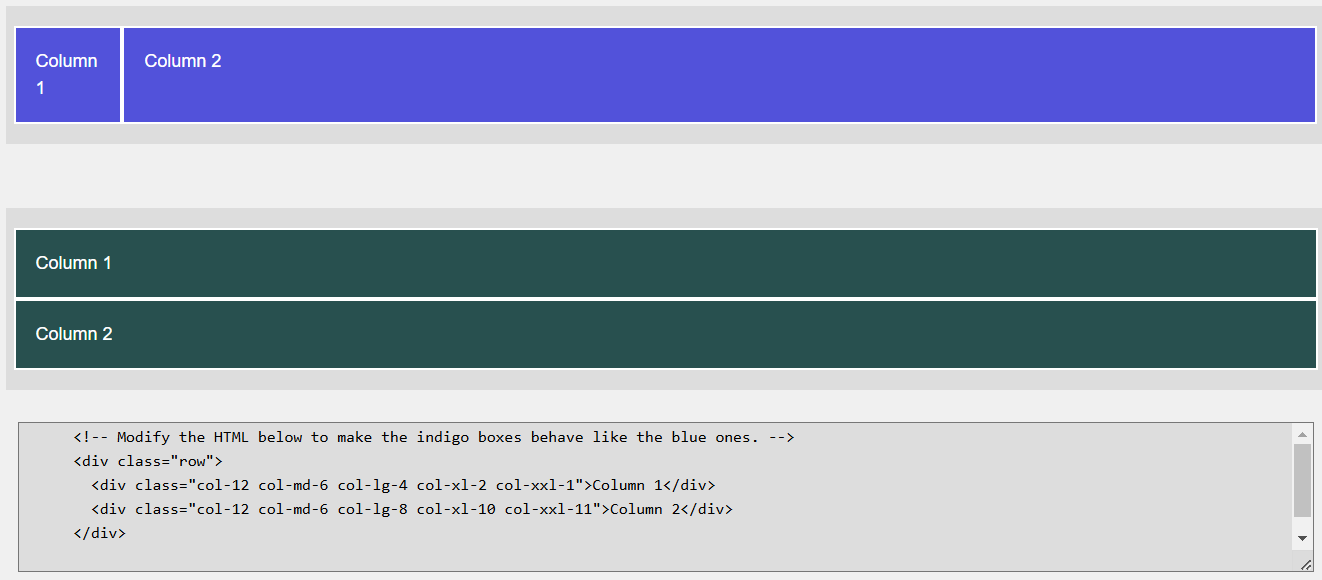 Column
1
Column 2
Column 1
Column 2
<!-- Modify the HTML below to make the indigo boxes behave like the blue ones. -->
<div class="row">
<div class="col-12 col-md-6 col-lg-4 col-xl-2 col-xxl-1">Column 1</div>
<div class="col-12 col-md-6 col-lg-8 col-xl-10 col-xxl-11">Column 2</div>
</div>